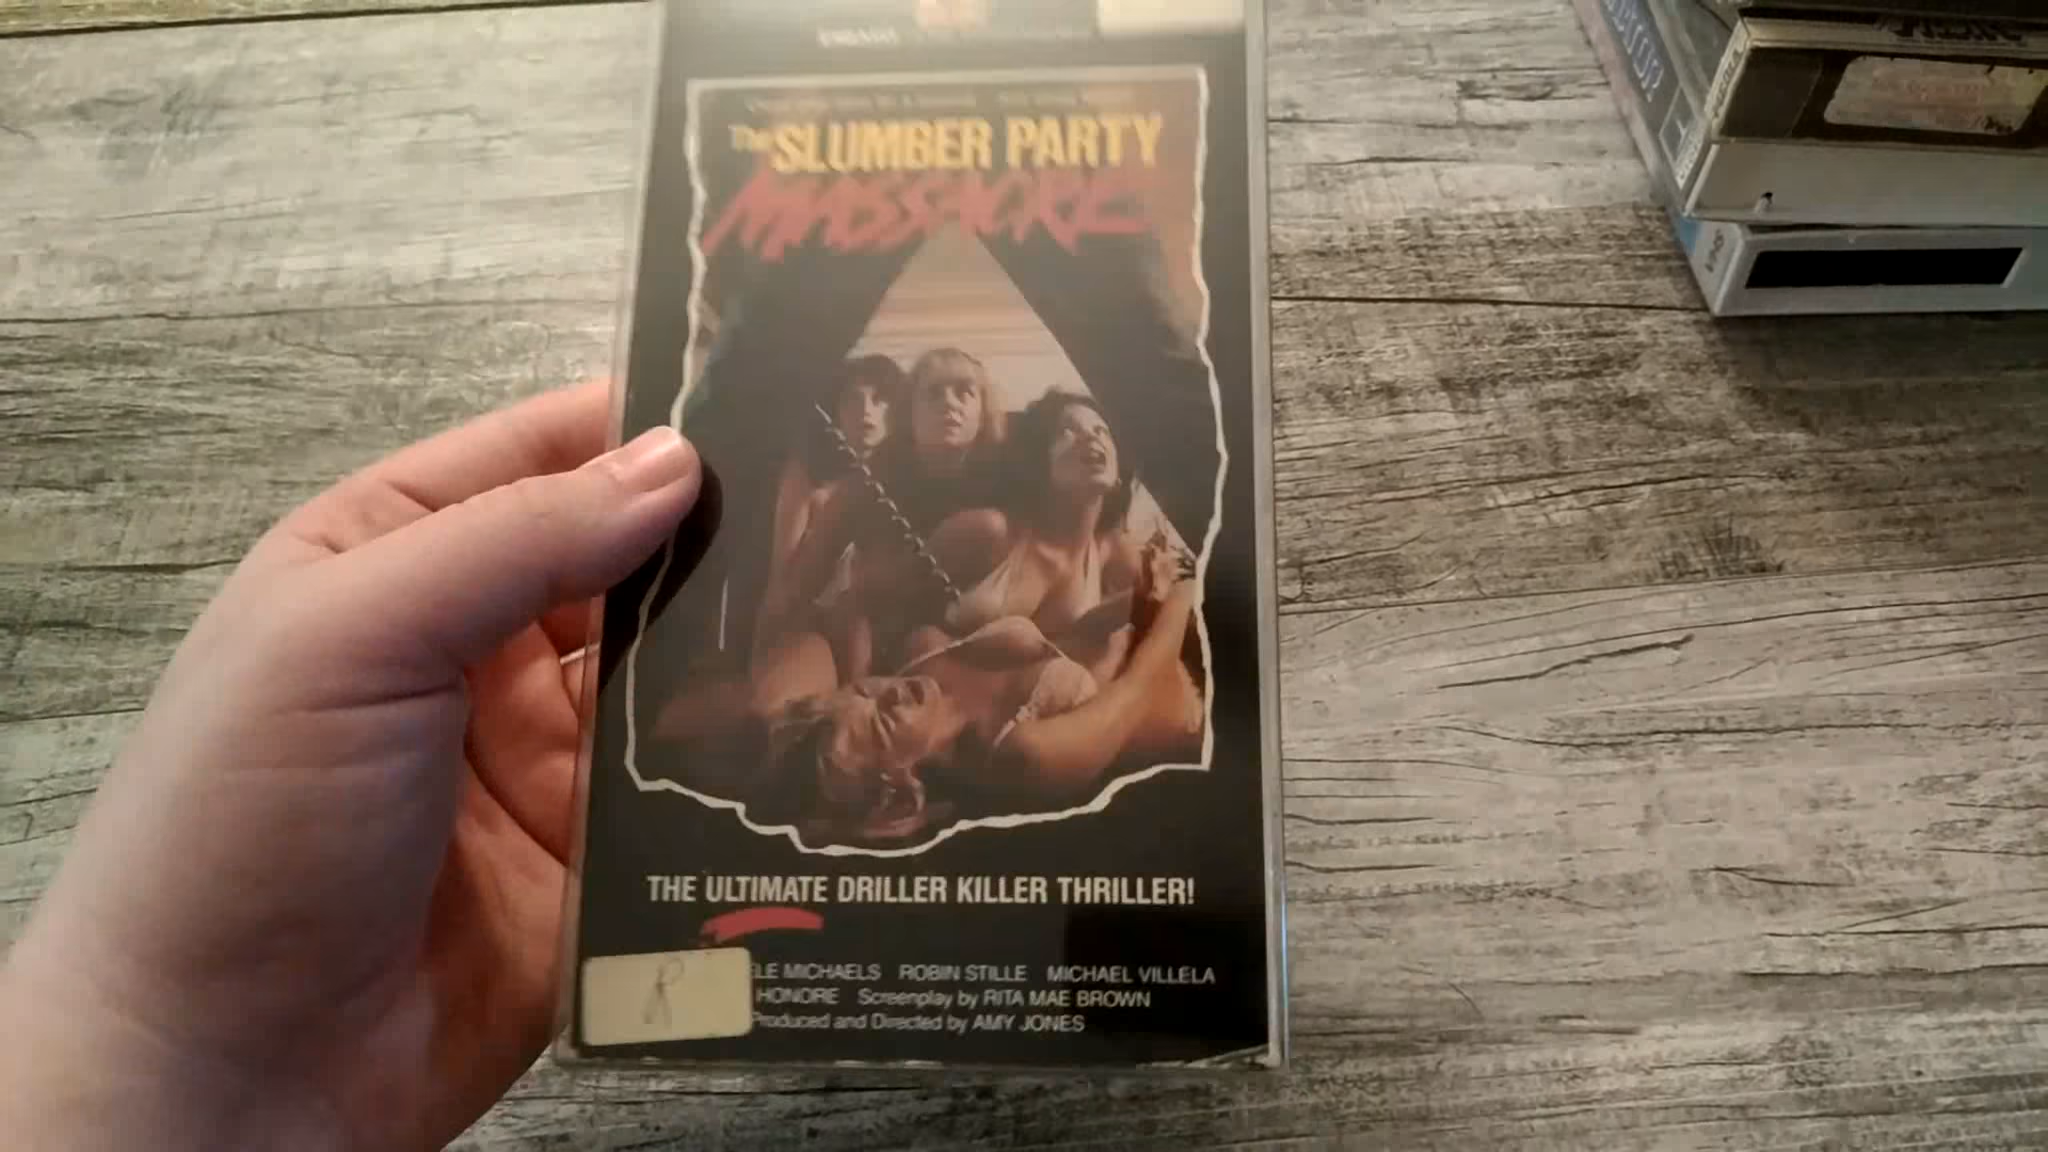 The SLUMBER PARTY
MASSACRE
THE ULTIMATE DRILLER KILLER THRILLER!
ELE MICHAELS ROBIN STILLE MICHAEL VILLELA
HONORE Screenplay by RITA MAE BROWN
Produced and Directed by AMY JONES
R